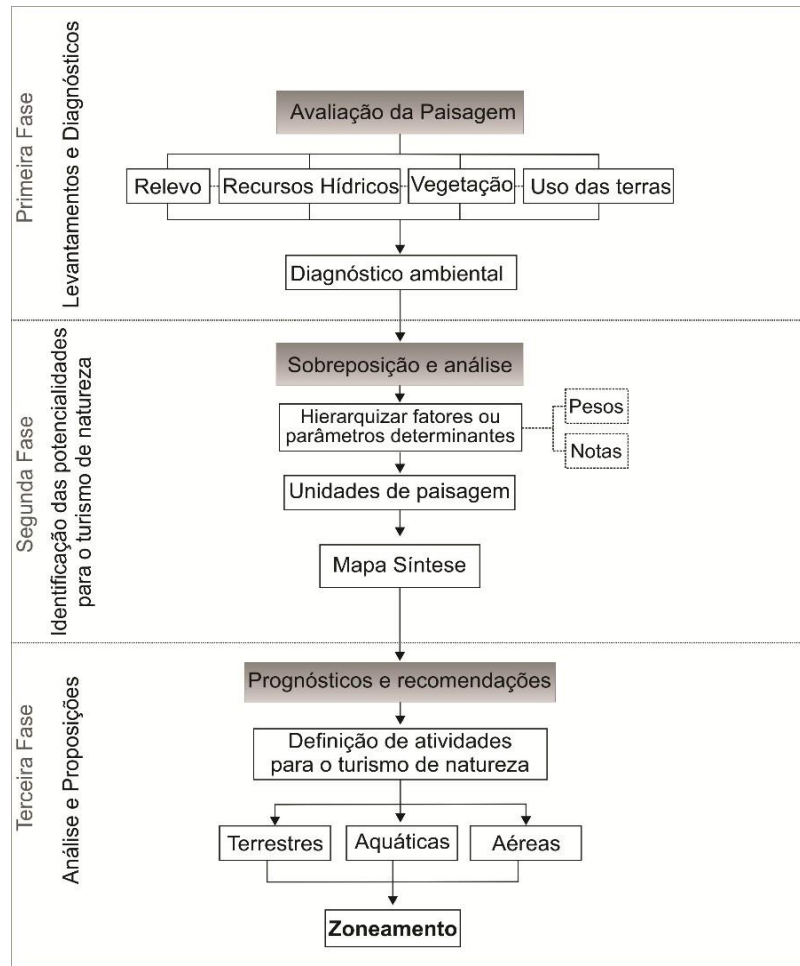 Primeira Fase
Levantamentos e Diagnósticos
Avaliação da Paisagem
Relevo
Recursos Hídricos
Vegetação
Uso das terras
Diagnóstico ambiental
Segunda Fase
Identificação das potencialidades
para o turismo de natureza
Sobreposição e análise
Hierarquizar fatores ou
parâmetros determinantes
Pesos
Notas
Unidades de paisagem
Mapa Síntese
Terceira Fase
Análise e Proposições
Prognósticos e recomendações
Definição de atividades
para o turismo de natureza
Terrestres
Aquáticas
Aéreas
Zoneamento